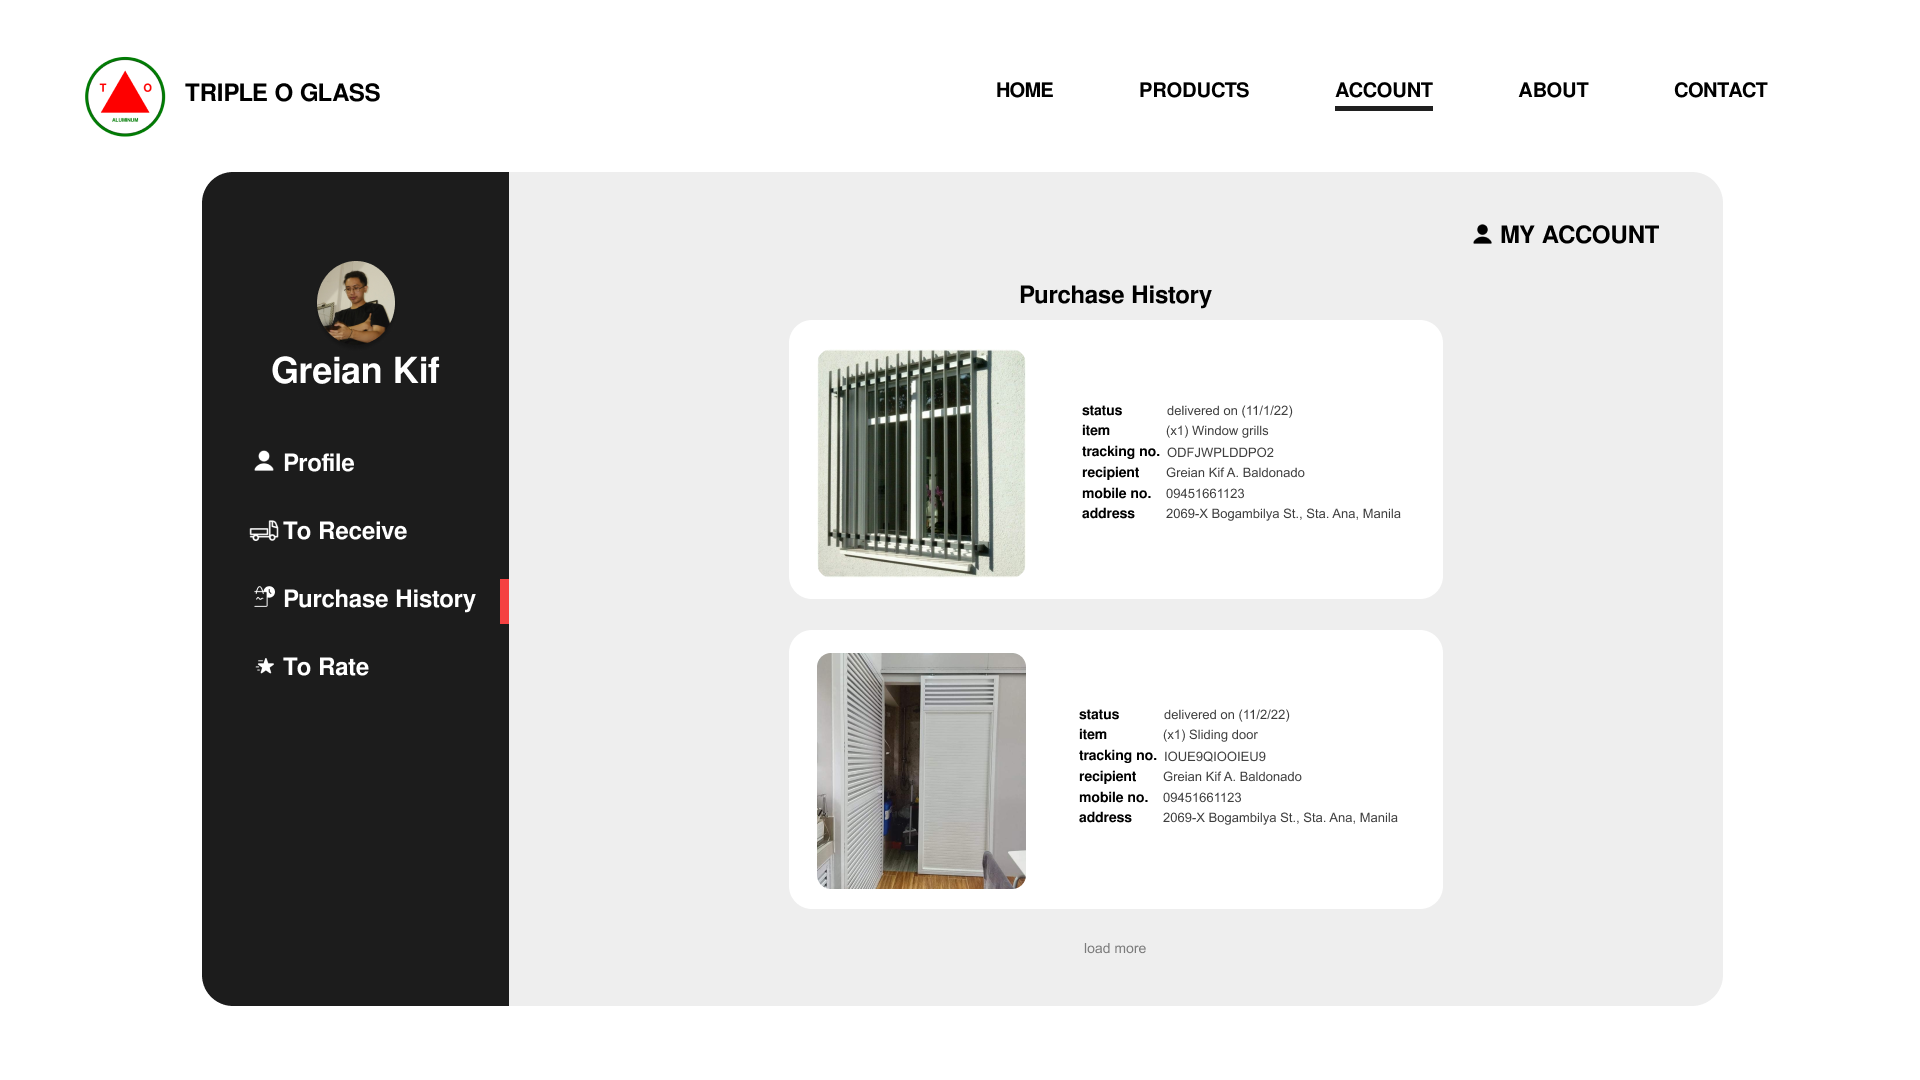 T O
ALUMINUM
TRIPLE O GLASS
HOME PRODUCTS ACCOUNT ABOUT CONTACT
MY ACCOUNT
Greian Kif
Profile
To Receive
Purchase History
To Rate
Purchase History
status delivered on (11/1/22)
item (x1) Window grills
tracking no. ODFJWPLDDPO2
recipient Greian Kif A. Baldonado
mobile no. 09451661123
address 2069-X Bogambilya St., Sta. Ana, Manila
status delivered on (11/2/22)
item (x1) Sliding door
tracking no. IOUE9QIOOIEU9
recipient Greian Kif A. Baldonado
mobile no. 09451661123
address 2069-X Bogambilya St., Sta. Ana, Manila
load more